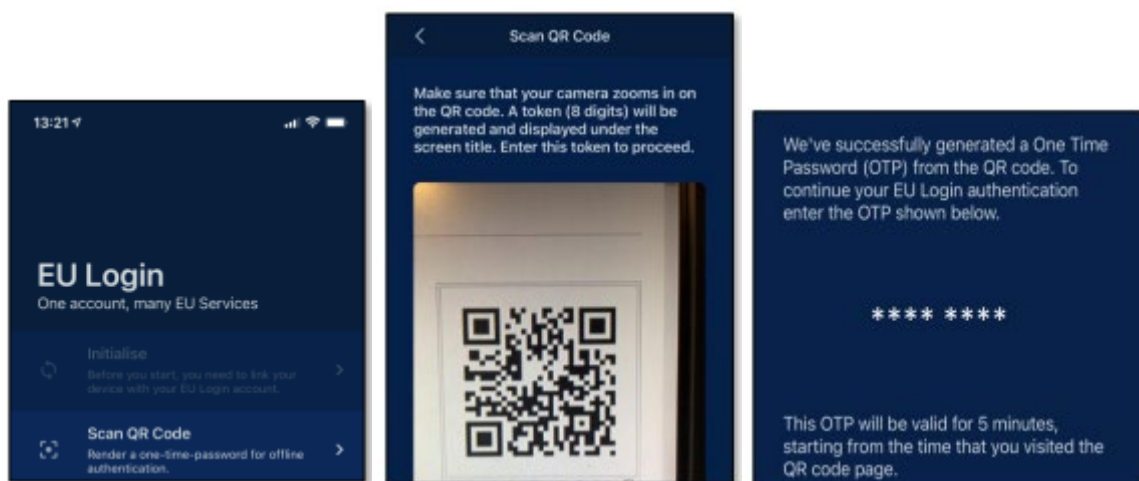 13:21
EU Login
One account, many EU Services
Initialise
Before you start, you need to link your
device with your EU Login account.
Scan QR Code
Render a one-time-password for offline
authentication.
Scan QR Code
Make sure that your camera zooms in on
the QR code. A token (8 digits) will be
generated and displayed under the
screen title. Enter this token to proceed.
We've successfully generated a One Time
Password (OTP) from the QR code. To
continue your EU Login authentication
enter the OTP shown below.
**** ****
This OTP will be valid for 5 minutes,
starting from the time that you visited the
QR code page.